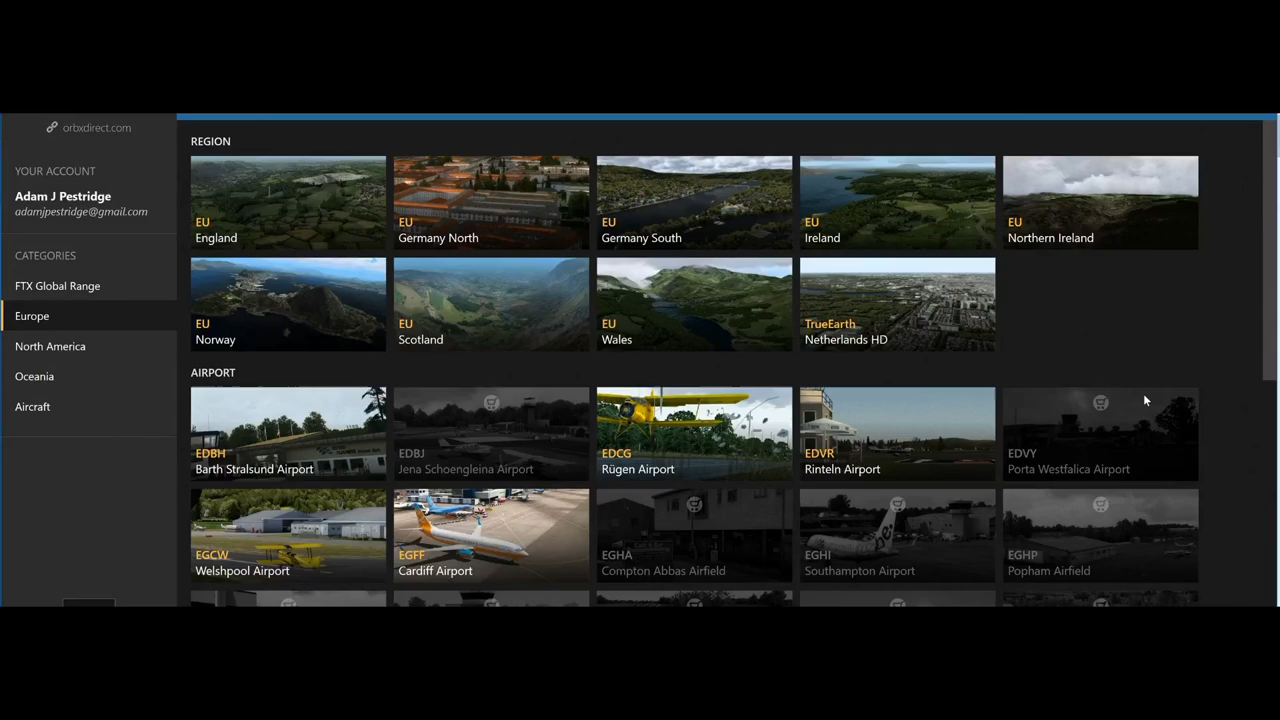 orbxdirect.com
YOUR ACCOUNT
Adam J Pestridge
adamjpestridge@gmail.com
CATEGORIES
FTX Global Range
Europe
North America
Oceania
Aircraft
REGION
EU
England
EU
Germany North
EU
Germany South
EU
Ireland
EU
Northern Ireland
EU
Norway
EU
Scotland
EU
Wales
TrueEarth
Netherlands HD
AIRPORT
EDBH
Barth Stralsund Airport
EDBJ
Jena Schoengleina Airport
EDCG
Rügen Airport
EDVR
Rinteln Airport
EDVY
Porta Westfalica Airport
EGCW
Welshpool Airport
EGFF
Cardiff Airport
EGHA
Compton Abbas Airfield
EGHI
Southampton Airport
EGHP
Popham Airfield